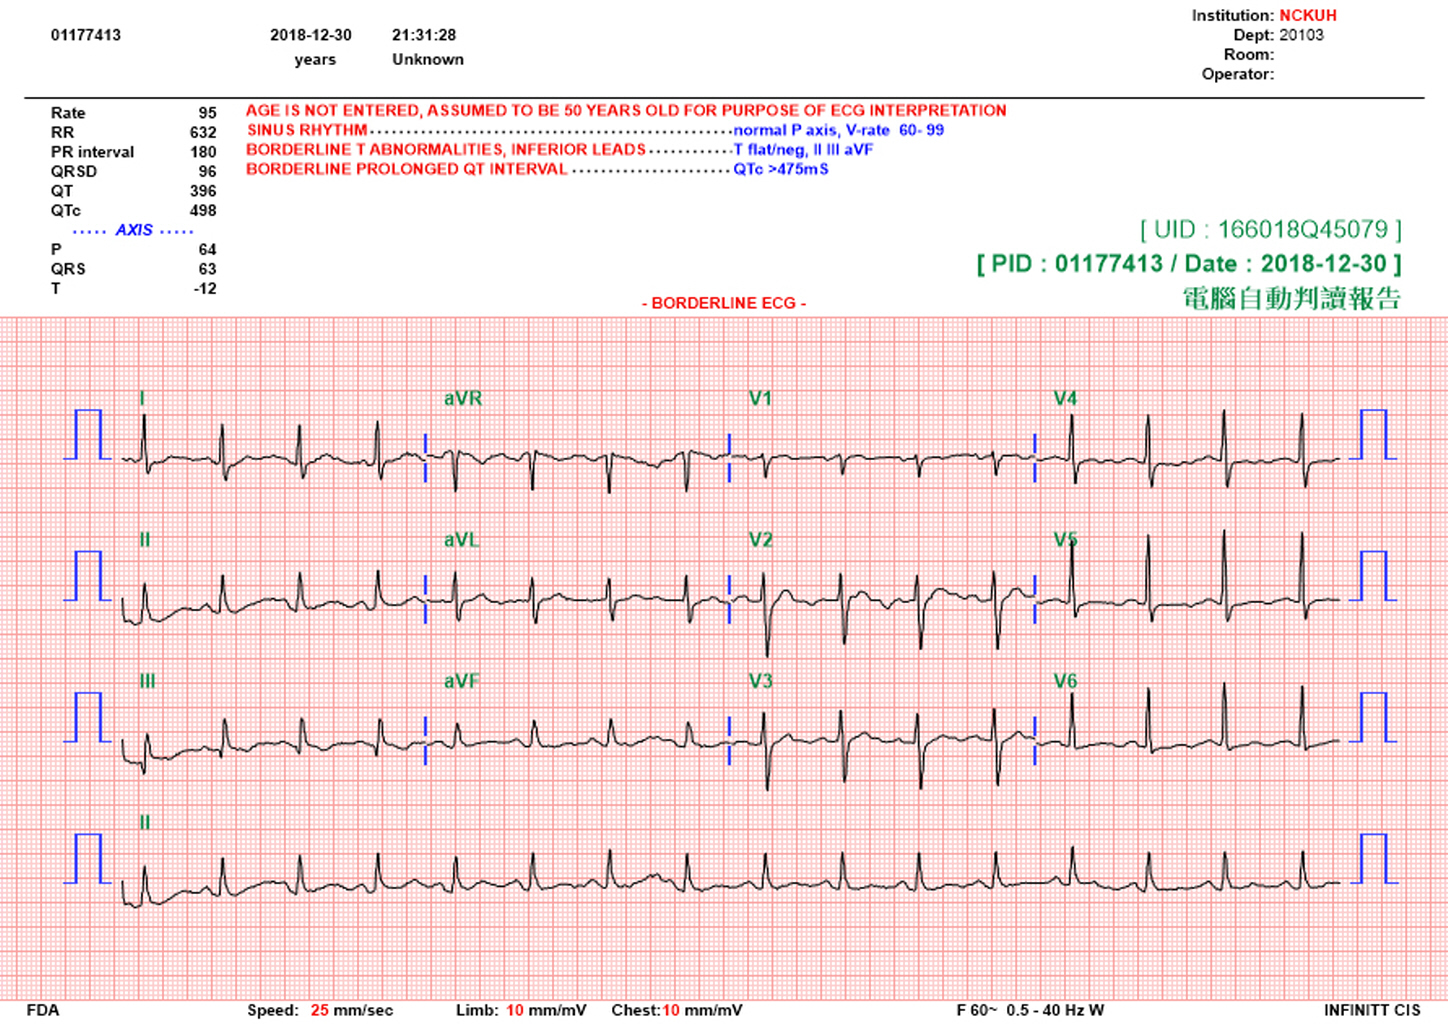 Institution: NCKUH
01177413 2018-12-30 21:31:28 Dept: 20103
years Unknown Room:
Operator:
Rate 95 AGE IS NOT ENTERED, ASSUMED TO BE 50 YEARS OLD FOR PURPOSE OF ECG INTERPRETATION
RR 632 SINUS RHYTHM normal P axis, V-rate 60- 99
PR interval 180 BORDERLINE T ABNORMALITIES, INFERIOR LEADS T flat/neg, II III aVF
QRSD 96 BORDERLINE PROLONGED QT INTERVAL QTc >475mS
QT 396
QTc 498
AXIS
[ UID : 166018Q45079 ]
P 64
QRS 63
[ PID : 01177413 / Date : 2018-12-30 ]
T -12
電腦自動判讀報告
- BORDERLINE ECG -
I aVR V1 V4
II aVL V2 V5
III aVF V3 V6
II
FDA Speed: 25 mm/sec Limb: 10 mm/mV Chest:10 mm/mV F 60~ 0.5 - 40 Hz W INFINITT CIS